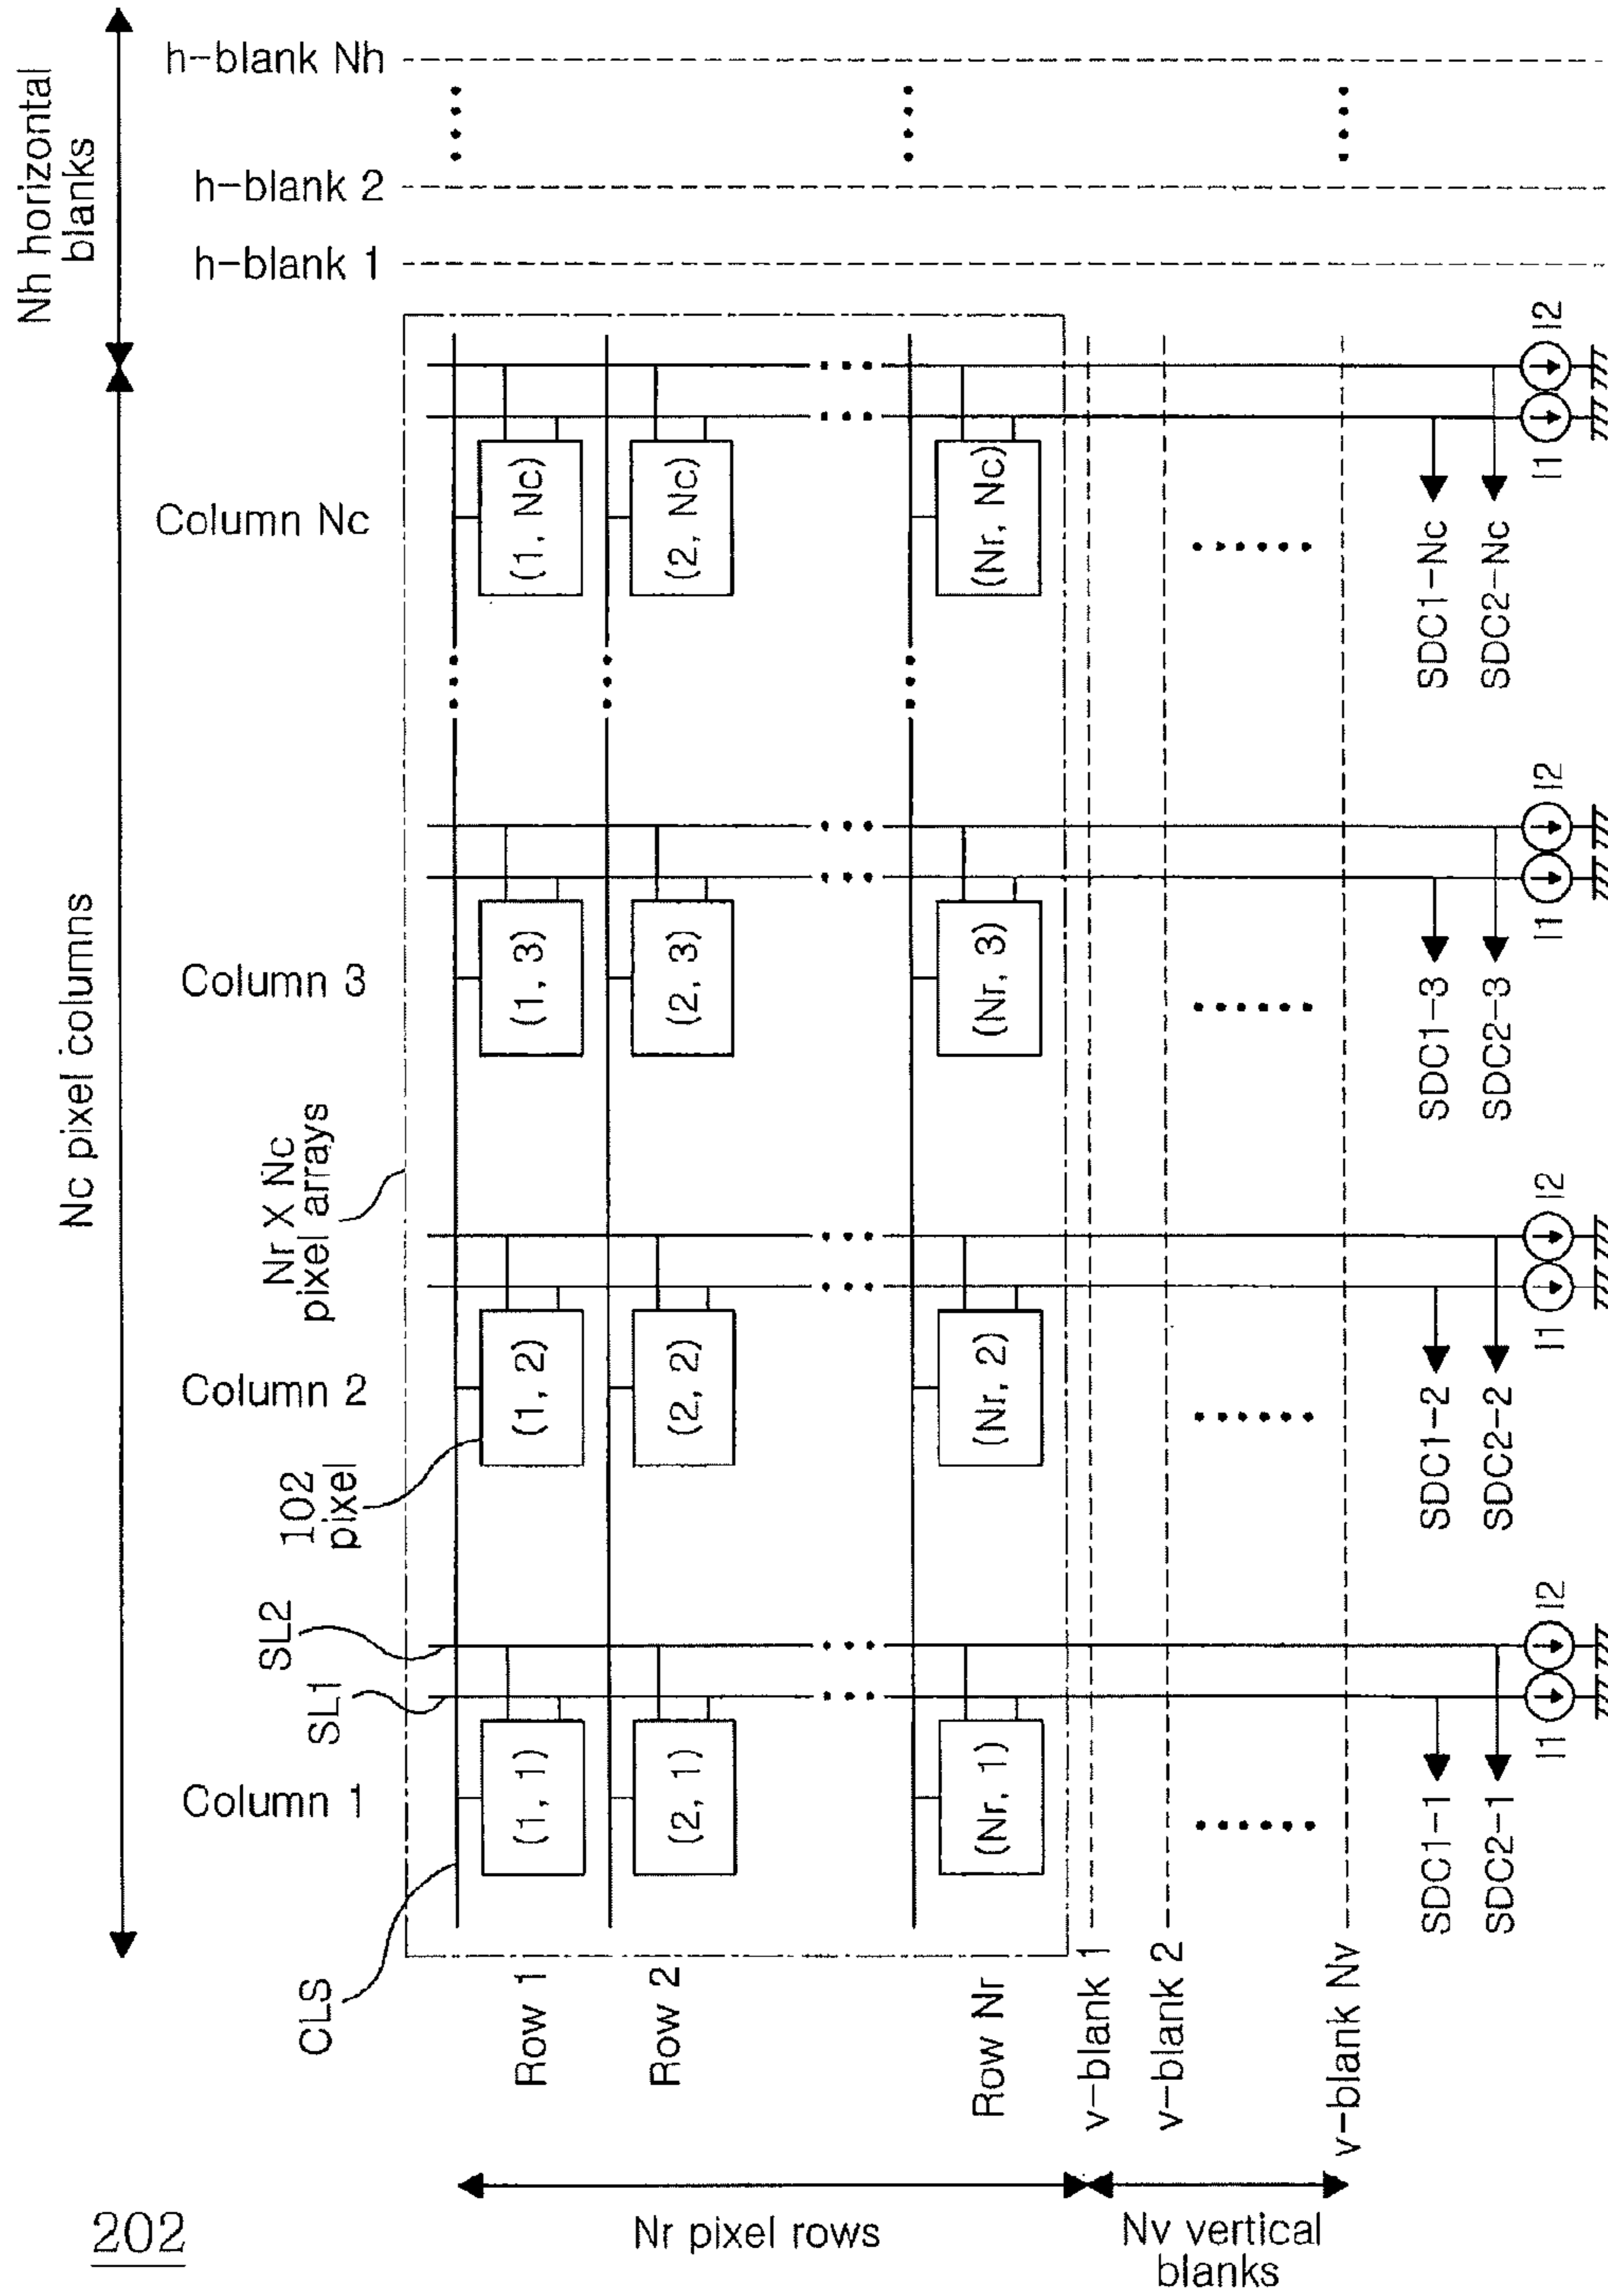 Nc pixel columns
Nh horizontal
blanks
Column 1
Column 2
Column 3
Column Nc
h-blank 1
h-blank 2
h-blank Nh
CLS
SL1
SL2
102
pixel
Nr X Nc
pixel arrays
Row 1
(1, 1)
(1, 2)
(1, 3)
(1, Nc)
Row 2
(2, 1)
(2, 2)
(2, 3)
(2, Nc)
Row Nr
(Nr, 1)
(Nr, 2)
(Nr, 3)
(Nr, Nc)
v-blank 1
v-blank 2
v-blank Nv
SDC1-1
SDC1-2
SDC1-3
SDC1-Nc
SDC2-1
SDC2-2
SDC2-3
SDC2-Nc
I1 I2
I1 I2
I1 I2
I1 I2
Nr pixel rows
Nv vertical
blanks
202